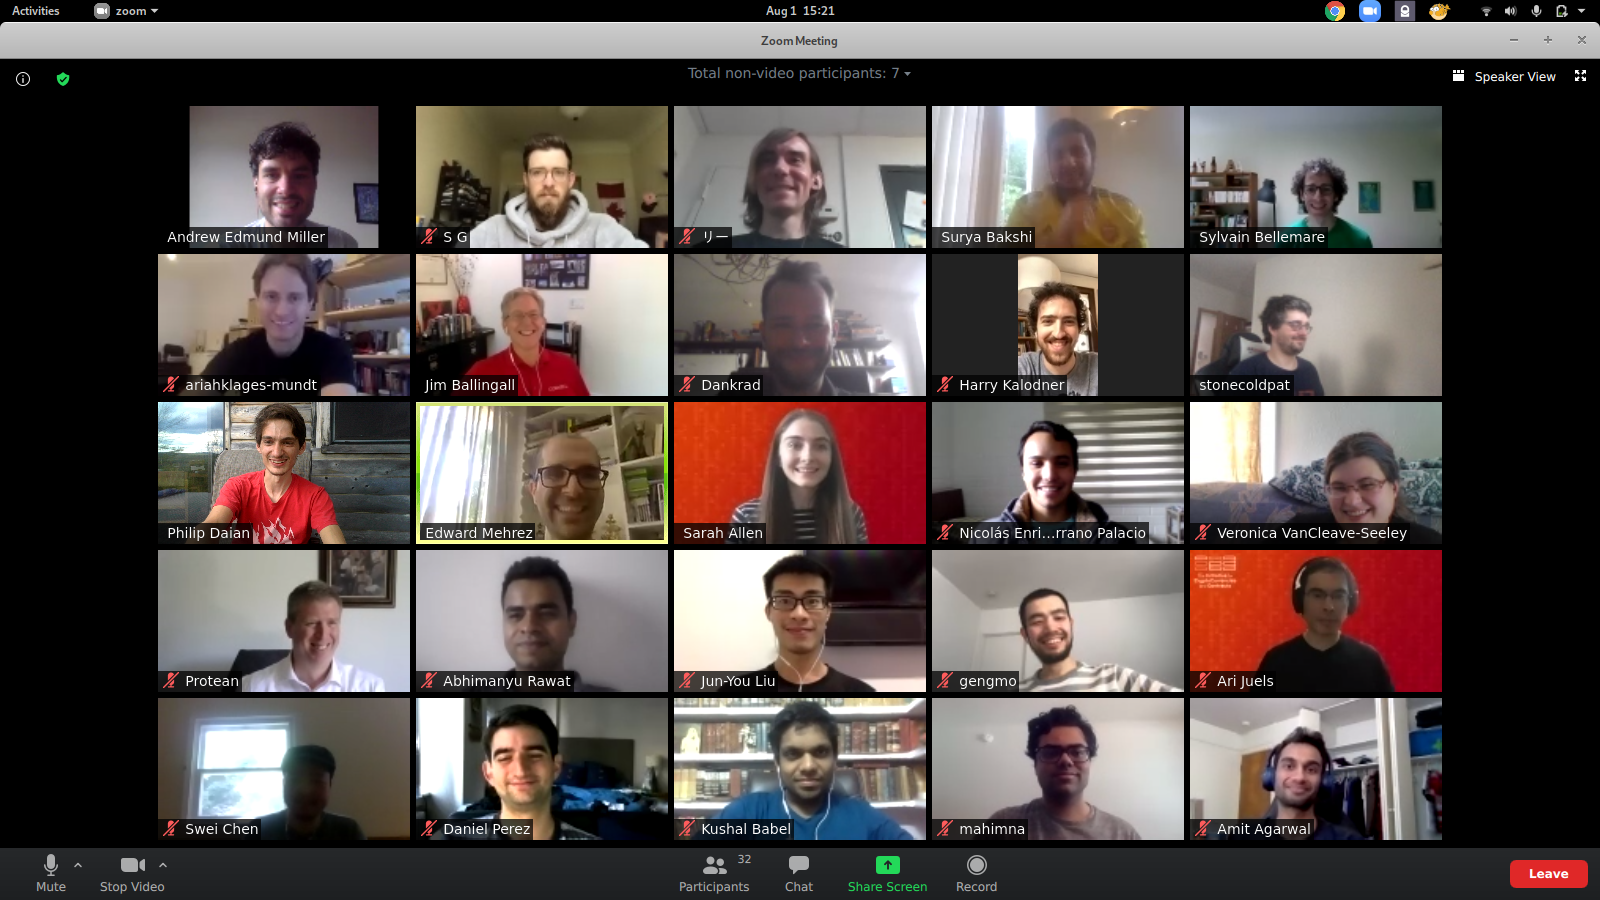 Activities zoom Aug 1 15:21
Zoom Meeting
Total non-video participants: 7
Speaker View
Andrew Edmund Miller
S G
リー
Surya Bakshi
Sylvain Bellemare
ariahklages-mundt
Jim Ballingall
Dankrad
Harry Kalodner
stonecoldpat
Philip Daian
Edward Mehrez
Sarah Allen
Nicolás Enri...rrano Palacio
Veronica VanCleave-Seeley
Protean
Abhimanyu Rawat
Jun-You Liu
gengmo
Ari Juels
Swei Chen
Daniel Perez
Kushal Babel
mahimna
Amit Agarwal
Mute
Stop Video
32
Participants
Chat
Share Screen
Record
Leave